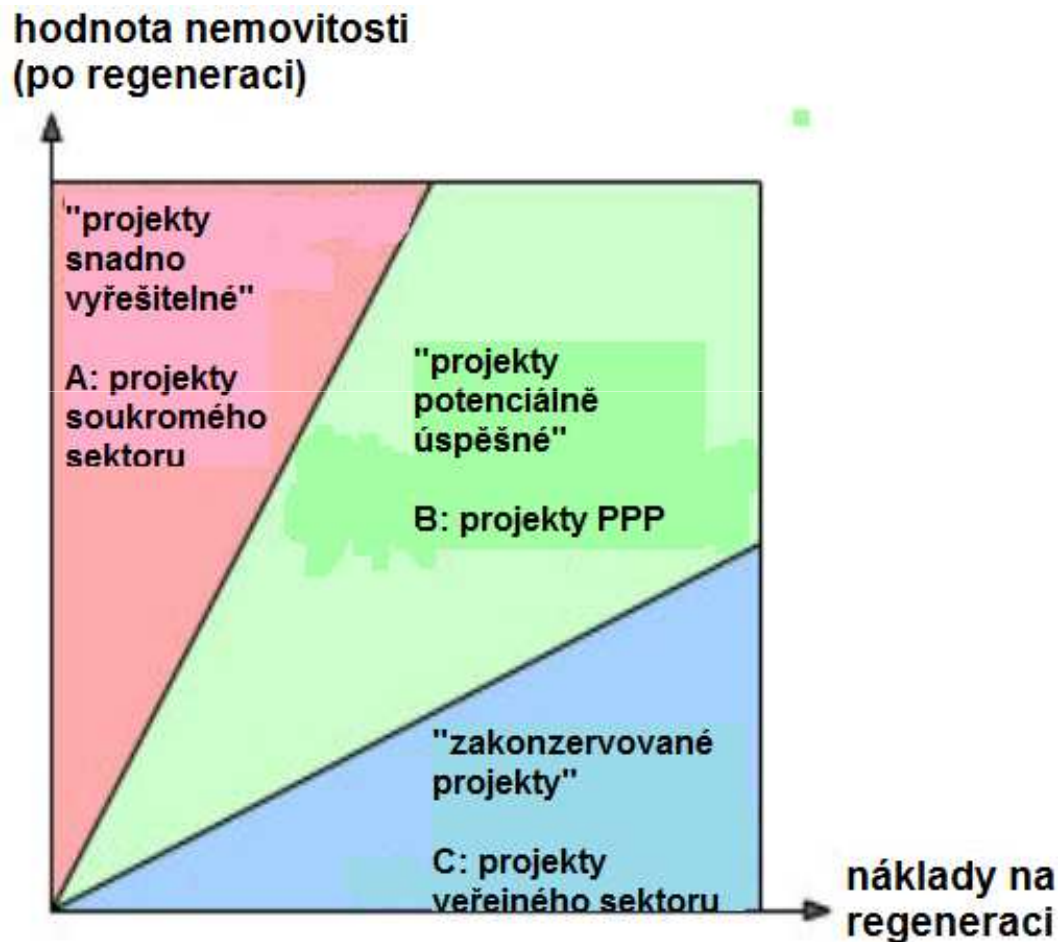 hodnota nemovitosti
(po regeneraci)
"projekty
snadno
vyřešitelné"
A: projekty
soukromého
sektoru
"projekty
potenciálně
úspěšné"
B: projekty PPP
"zakonzervované
projekty"
C: projekty
veřejného sektoru
náklady na
regeneraci